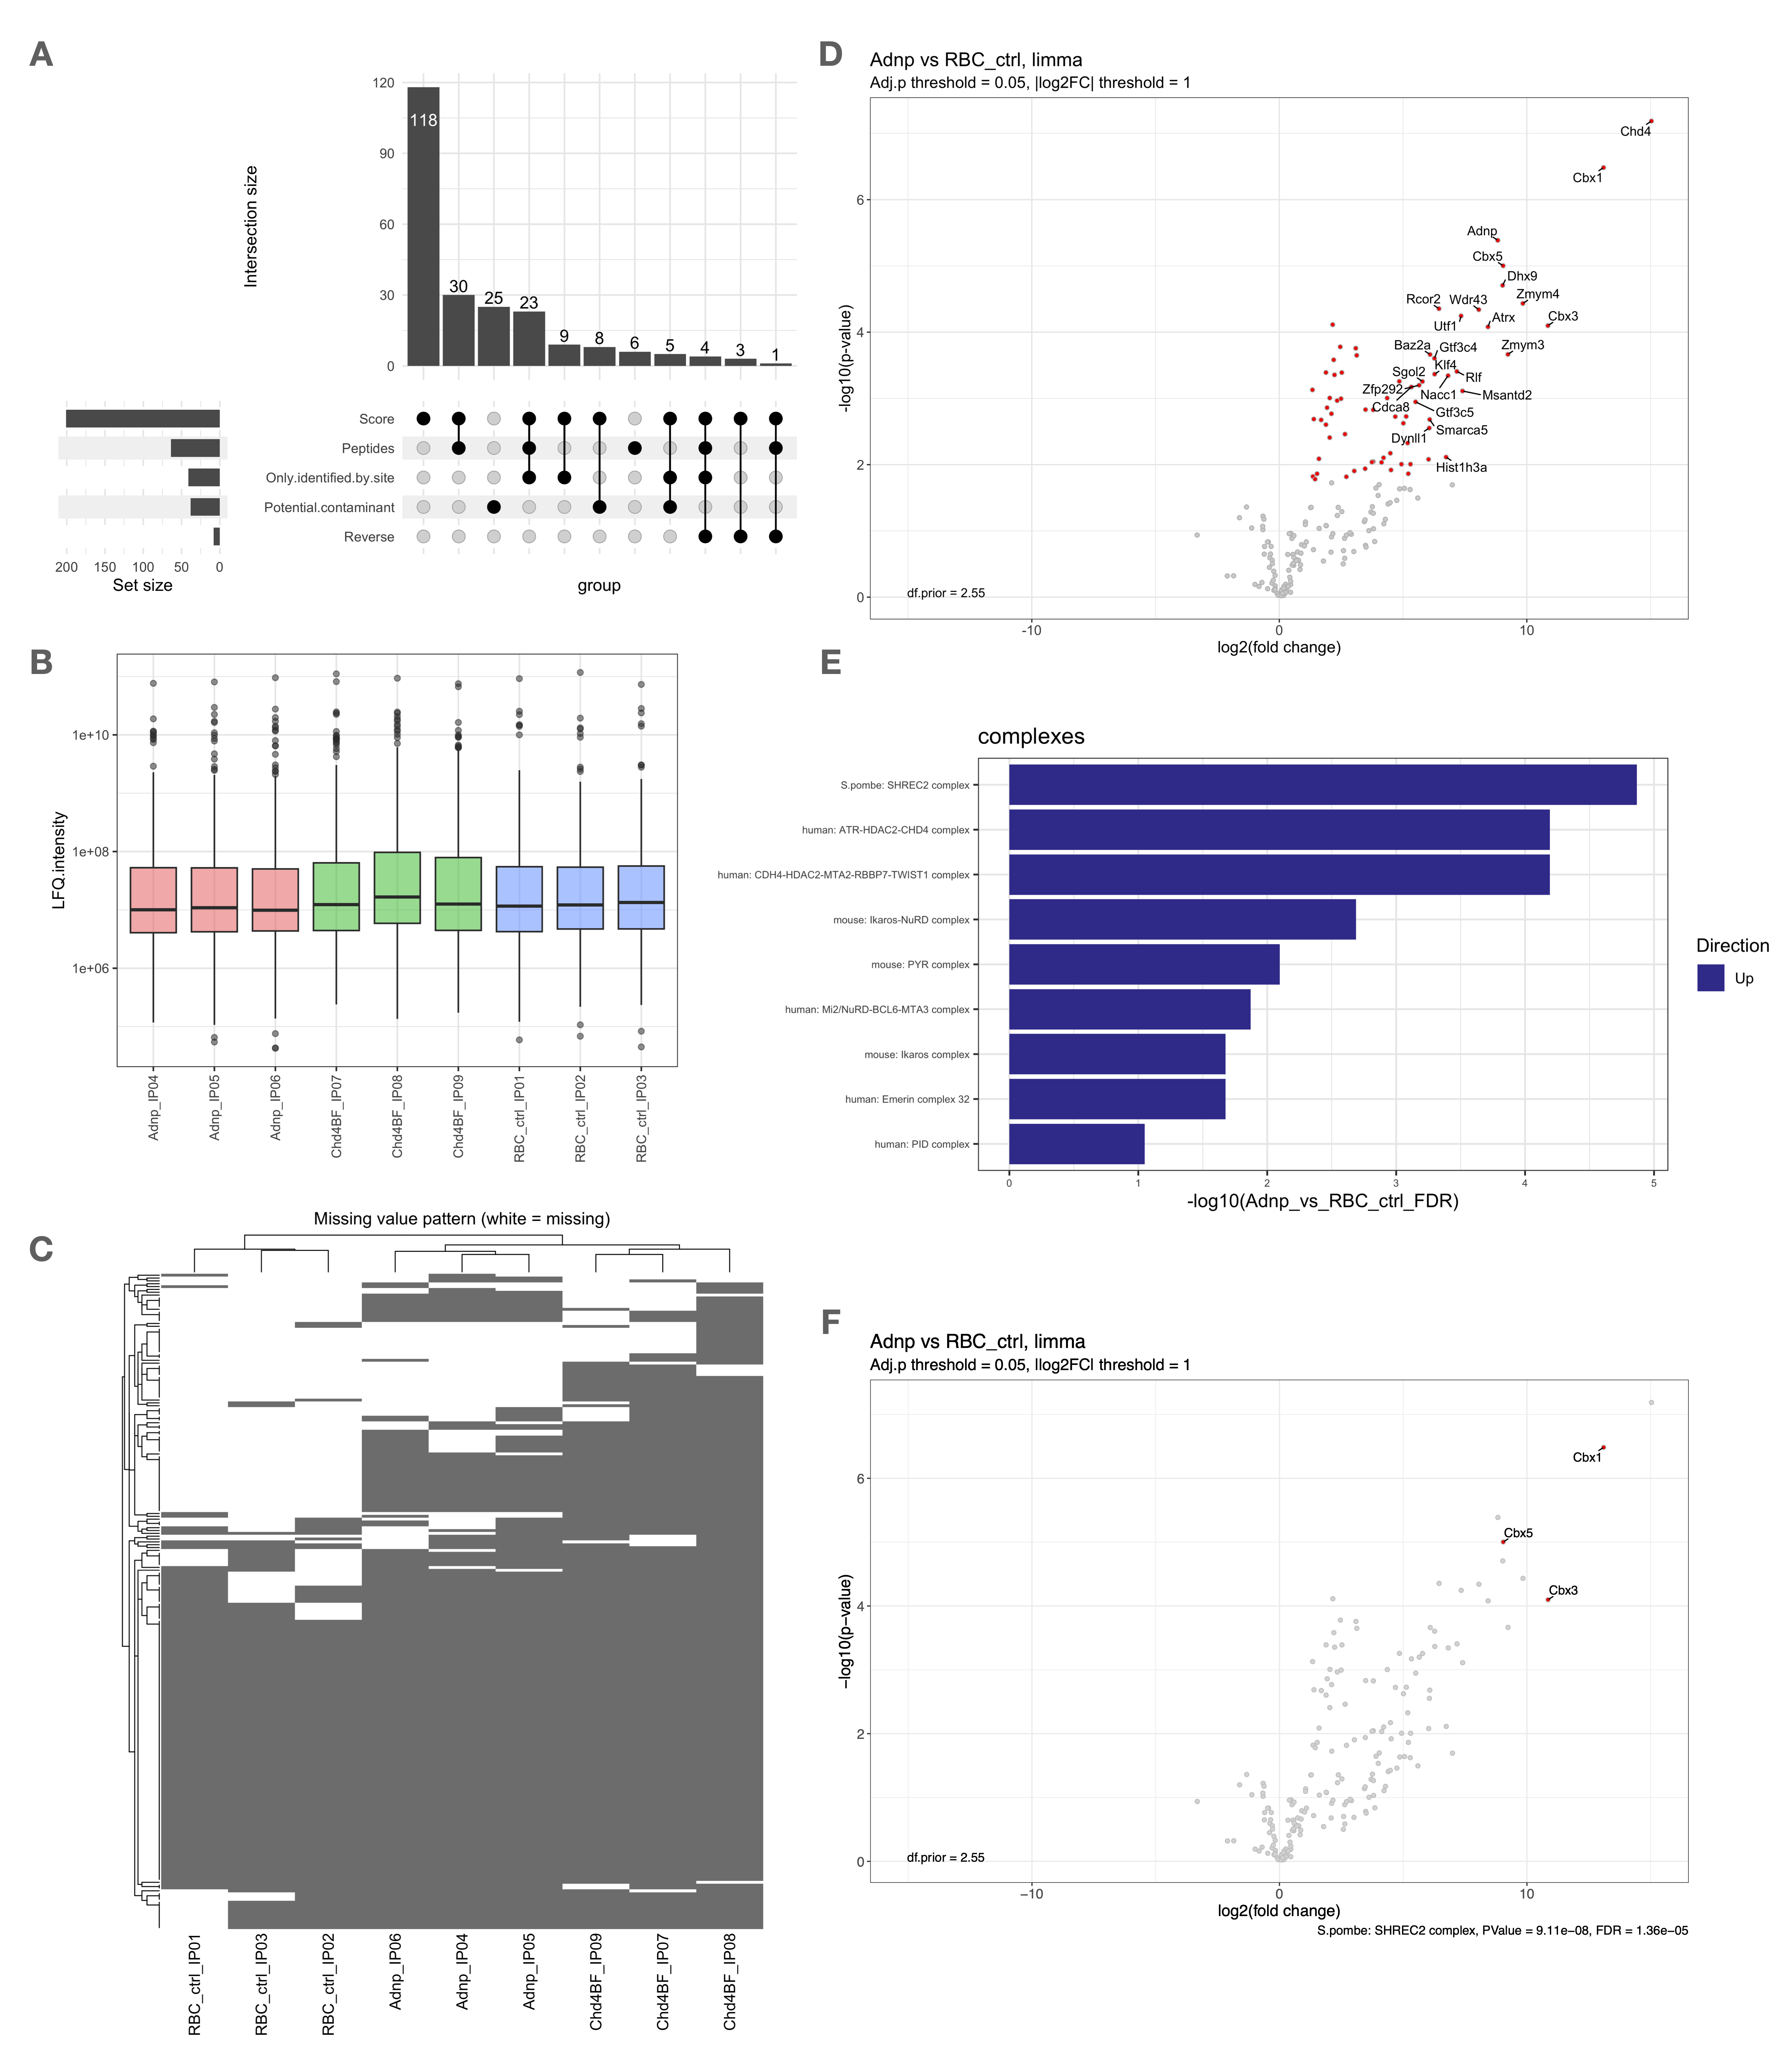 A
Intersection size
120
90
60
30
0
118
30
25
23
9
8
6
5
4
3
1
Score
Peptides
Only.identified.by.site
Potential.contaminant
Reverse
200 150 100 50 0
Set size
group
B
LFQ.intensity
1e+10
1e+08
1e+06
Adnp_IP04
Adnp_IP05
Adnp_IP06
Chd4BF_IP07
Chd4BF_IP08
Chd4BF_IP09
RBC_ctrl_IP01
RBC_ctrl_IP02
RBC_ctrl_IP03
C
Missing value pattern (white = missing)
RBC_ctrl_IP01
RBC_ctrl_IP03
RBC_ctrl_IP02
Adnp_IP06
Adnp_IP04
Adnp_IP05
Chd4BF_IP09
Chd4BF_IP07
Chd4BF_IP08
D
Adnp vs RBC_ctrl, limma
Adj.p threshold = 0.05, |log2FC| threshold = 1
-log10(p-value)
6
4
2
0
Chd4
Cbx1
Adnp
Cbx5
Dhx9
Zmym4
Rcor2
Wdr43
Cbx3
Utf1
Atrx
Baz2a
Gtf3c4
Zmym3
Klf4
Sgol2
Rlf
Zfp292
Nacc1
Msantd2
Cdca8
Gtf3c5
Smarca5
Dynll1
Hist1h3a
df.prior = 2.55
-10 0 10
log2(fold change)
E
complexes
S.pombe: SHREC2 complex
human: ATR-HDAC2-CHD4 complex
human: CDH4-HDAC2-MTA2-RBBP7-TWIST1 complex
mouse: Ikaros-NuRD complex
mouse: PYR complex
human: Mi2/NuRD-BCL6-MTA3 complex
mouse: Ikaros complex
human: Emerin complex 32
human: PID complex
0 1 2 3 4 5
-log10(Adnp_vs_RBC_ctrl_FDR)
Direction
Up
F
Adnp vs RBC_ctrl, limma
Adj.p threshold = 0.05, |log2FC| threshold = 1
−log10(p−value)
6
4
2
0
Cbx1
Cbx5
Cbx3
df.prior = 2.55
−10 0 10
log2(fold change)
S.pombe: SHREC2 complex, PValue = 9.11e−08, FDR = 1.36e−05